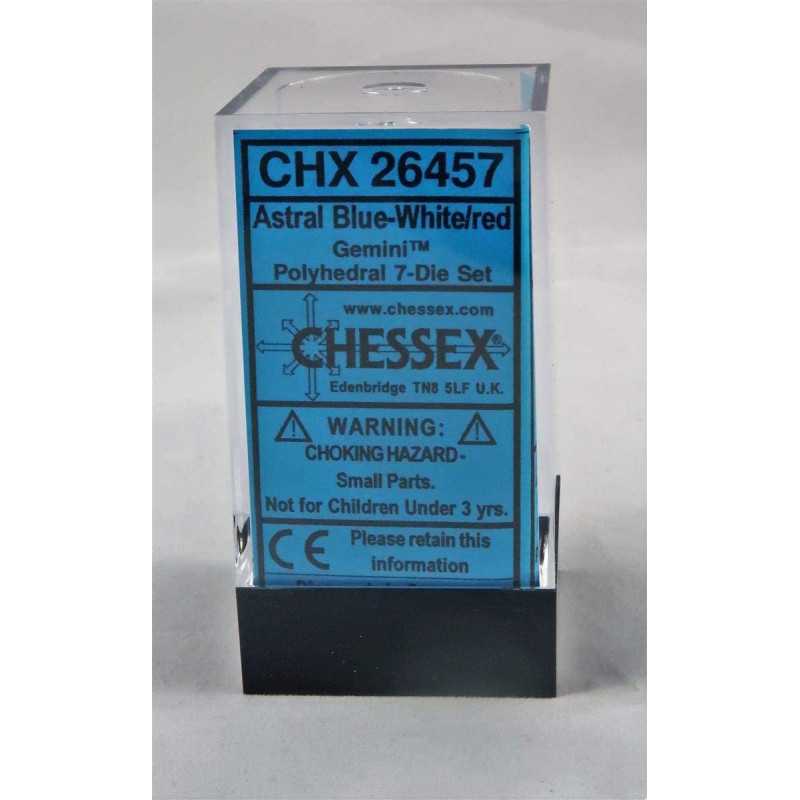 CHX 26457
Astral Blue-White/red
Gemini™
Polyhedral 7-Die Set
www.chessex.com
CHESSEX®
Edenbridge TN8 5LF U.K.
WARNING:
CHOKING HAZARD-
Small Parts.
Not for Children Under 3 yrs.
CE Please retain this
information